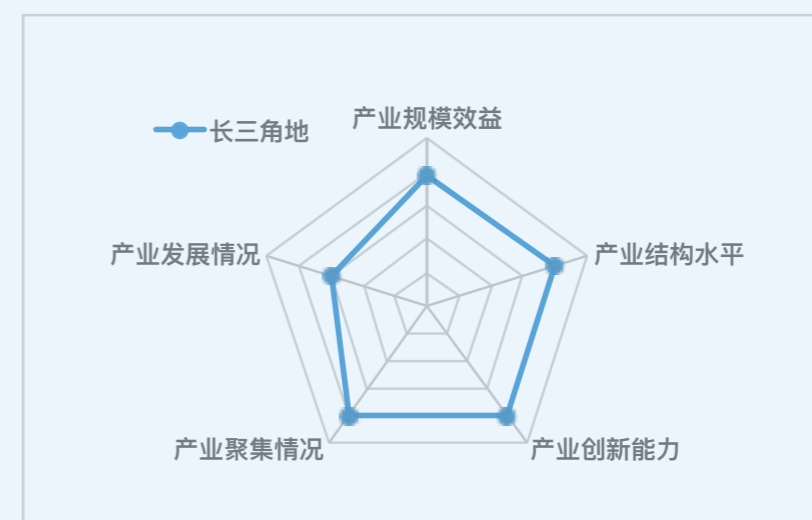 产业规模效益
长三角地
产业发展情况
产业结构水平
产业聚集情况
产业创新能力